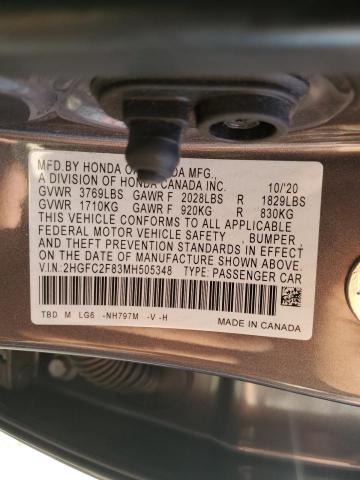 MFD.BY HONDA OF CANADA MFG.,
A DIVISION OF HONDA CANADA INC. 10/'20
GVWR 3769LBS GAWR F 2028LBS R 1829LBS
GVWR 1710KG GAWR F 920KG R 830KG
THIS VEHICLE CONFORMS TO ALL APPLICABLE
FEDERAL MOTOR VEHICLE SAFETY , BUMPER,
AND THEFT PREVENTION STANDARDS IN EFFECT
ON THE DATE OF MANUFACTURE SHOWN ABOVE.
V.I.N.:2HGFC2F83MH505348 TYPE: PASSENGER CAR
TBD M LG6 -NH797M -V -H
MADE IN CANADA